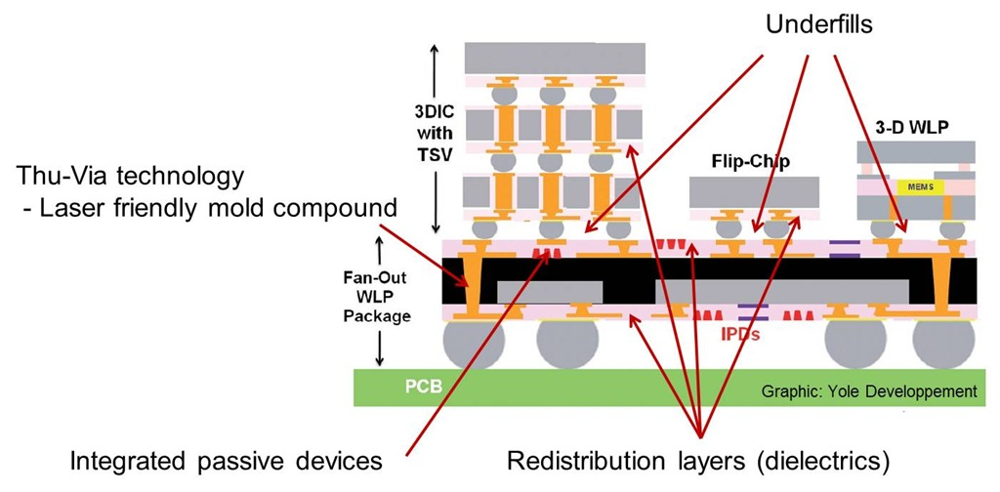 Underfills
3DIC
with
TSV
3-D WLP
Flip-Chip
MEMS
Thu-Via technology
- Laser friendly mold compound
Fan-Out
WLP
Package
IPDs
PCB
Graphic: Yole Developpement
Integrated passive devices
Redistribution layers (dielectrics)